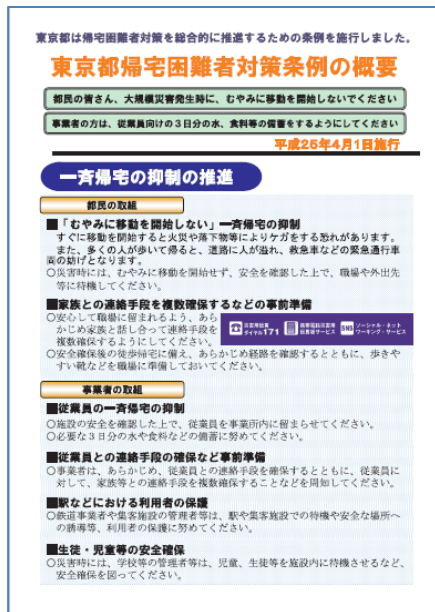 東京都は帰宅困難者対策を総合的に推進するための条例を施行しました。
東京都帰宅困難者対策条例の概要
都民の皆さん、大規模災害発生時に、むやみに移動を開始しないでください
事業者の方は、従業員向けの3日分の水、食料等の備蓄をするようにしてください
平成25年4月1日施行
一斉帰宅の抑制の推進
都民の取組
■「むやみに移動を開始しない」一斉帰宅の抑制
すぐに移動を開始すると火災や落下物等によりケガをする恐れがあります。
また、多くの人が歩いて帰ると、道路に人が溢れ、救急車などの緊急通行車
両の妨げとなります。
○災害時には、むやみに移動を開始せず、安全を確認した上で、職場や外出先
等に待機してください。
■家族との連絡手段を複数確保するなどの事前準備
○安心して職場に留まれるよう、あら
かじめ家族と話し合って連絡手段を
複数確保するようにしてください。
災害用伝言
ダイヤル171
携帯電話災害用
伝言板サービス
SNS ソーシャル・ネット
ワーキング・サービス
○安全確保後の徒歩帰宅に備え、あらかじめ経路を確認するとともに、歩きや
すい靴などを職場に準備しておいてください。
事業者の取組
■従業員の一斉帰宅の抑制
○施設の安全を確認した上で、従業員を事業所内に留まらせてください。
○必要な3日分の水や食料などの備蓄に努めてください。
■従業員との連絡手段の確保など事前準備
○事業者は、あらかじめ、従業員との連絡手段を確保するとともに、従業員に
対して、家族等との連絡手段を複数確保することなどを周知してください。
■駅などにおける利用者の保護
○鉄道事業者や集客施設の管理者等は、駅や集客施設での待機や安全な場所へ
の誘導等、利用者の保護に努めてください。
■生徒・児童等の安全確保
○災害時には、学校等の管理者等は、児童、生徒等を施設内に待機させるなど、
安全確保を図ってください。